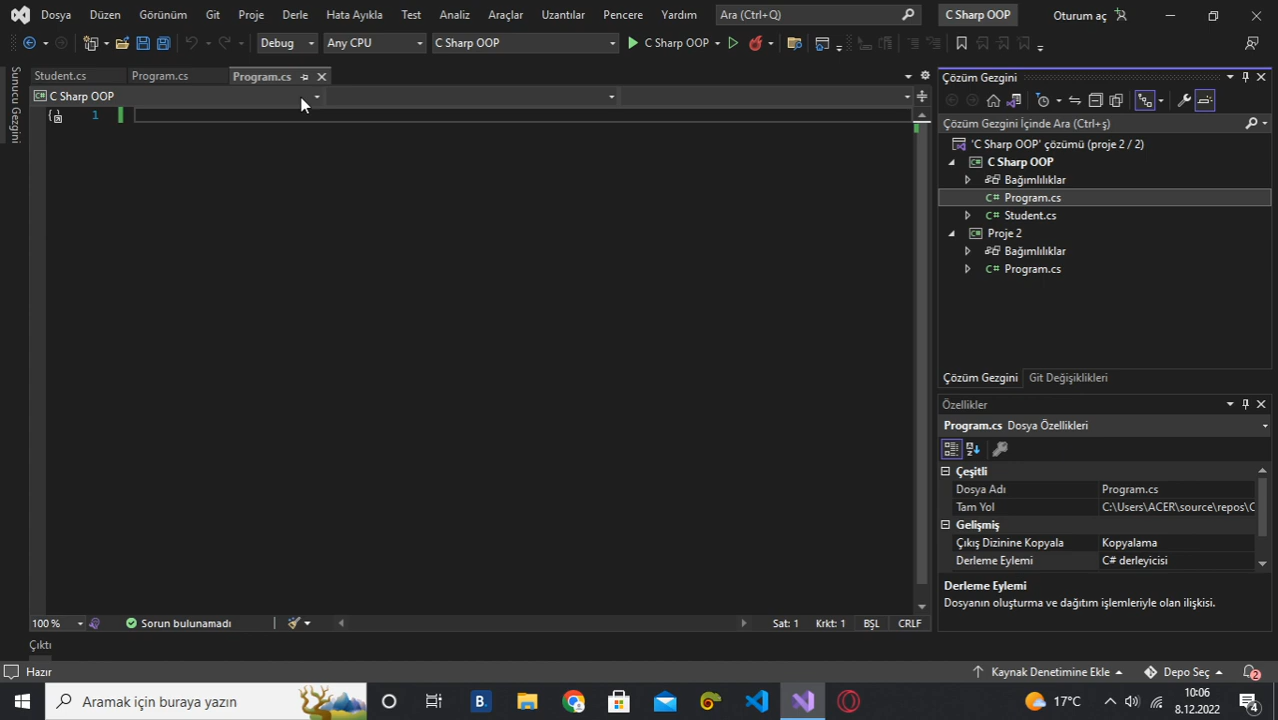 Dosya Düzen Görünüm Git Proje Derle Hata Ayıkla Test Analiz Araçlar Uzantılar Pencere Yardım Ara (Ctrl+Q) C Sharp OOP Oturum aç
Debug Any CPU C Sharp OOP C Sharp OOP
Sunucu Gezgini
Student.cs Program.cs Program.cs
C Sharp OOP
1
100 % Sorun bulunamadı Sat: 1 Krkt: 1 BŞL CRLF
Çıktı
Çözüm Gezgini
Çözüm Gezgini İçinde Ara (Ctrl+ş)
'C Sharp OOP' çözümü (proje 2 / 2)
C Sharp OOP
Bağımlılıklar
C# Program.cs
C# Student.cs
Proje 2
Bağımlılıklar
C# Program.cs
Çözüm Gezgini Git Değişiklikleri
Özellikler
Program.cs Dosya Özellikleri
Çeşitli
Dosya Adı Program.cs
Tam Yol C:\Users\ACER\source\repos\C
Gelişmiş
Çıkış Dizinine Kopyala Kopyalama
Derleme Eylemi C# derleyicisi
Derleme Eylemi
Dosyanın oluşturma ve dağıtım işlemleriyle olan ilişkisi.
Hazır Kaynak Denetimine Ekle Depo Seç 2
Aramak için buraya yazın B. 17°C 10:06
8.12.2022 4